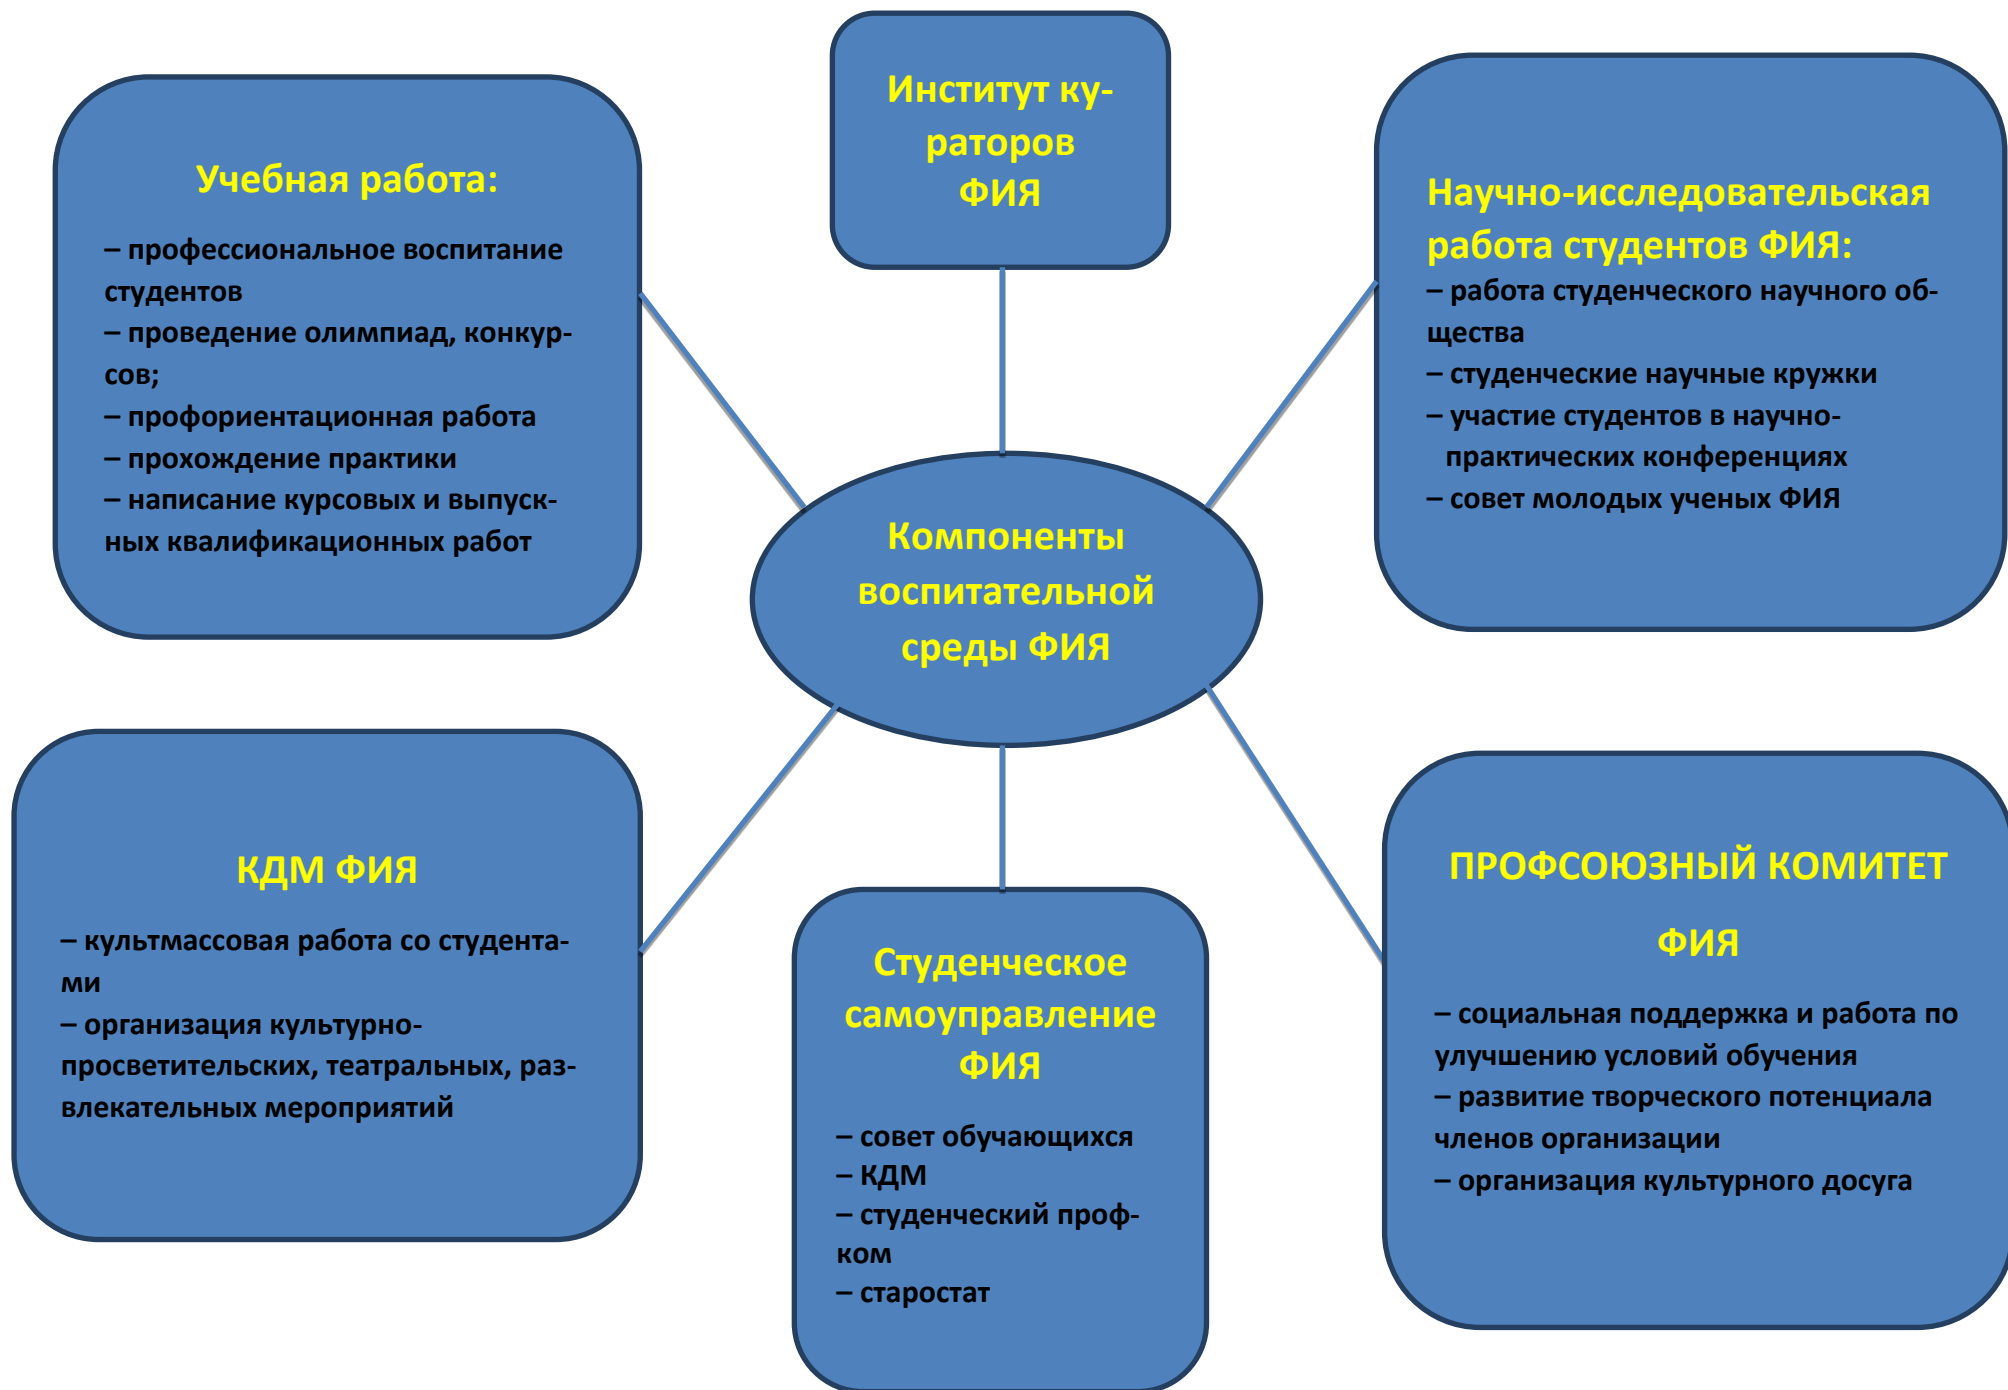 Институт ку-
раторов
ФИЯ
Учебная работа:
– профессиональное воспитание
студентов
– проведение олимпиад, конкур-
сов;
– профориентационная работа
– прохождение практики
– написание курсовых и выпуск-
ных квалификационных работ
Научно-исследовательская
работа студентов ФИЯ:
– работа студенческого научного об-
щества
– студенческие научные кружки
– участие студентов в научно-
практических конференциях
– совет молодых ученых ФИЯ
Компоненты
воспитательной
среды ФИЯ
КДМ ФИЯ
– культмассовая работа со студента-
ми
– организация культурно-
просветительских, театральных, раз-
влекательных мероприятий
Студенческое
самоуправление
ФИЯ
– совет обучающихся
– КДМ
– студенческий проф-
ком
– старостат
ПРОФСОЮЗНЫЙ КОМИТЕТ
ФИЯ
– социальная поддержка и работа по
улучшению условий обучения
– развитие творческого потенциала
членов организации
– организация культурного досуга